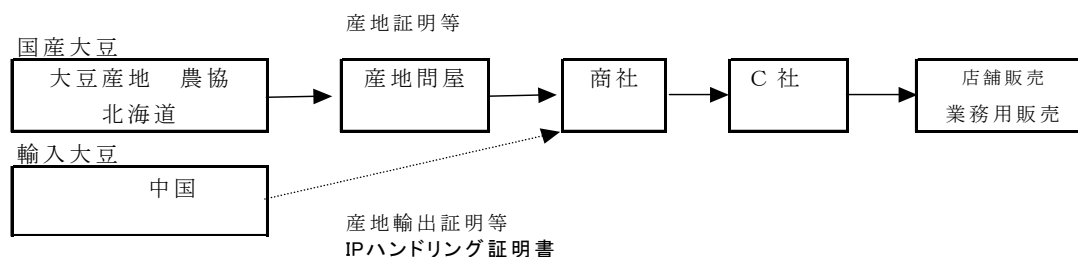 産地証明等
国産大豆
大豆産地　農協
北海道
産地問屋
商社
C 社
店舗販売
業務用販売
輸入大豆
中国
産地輸出証明等
IPハンドリング証明書